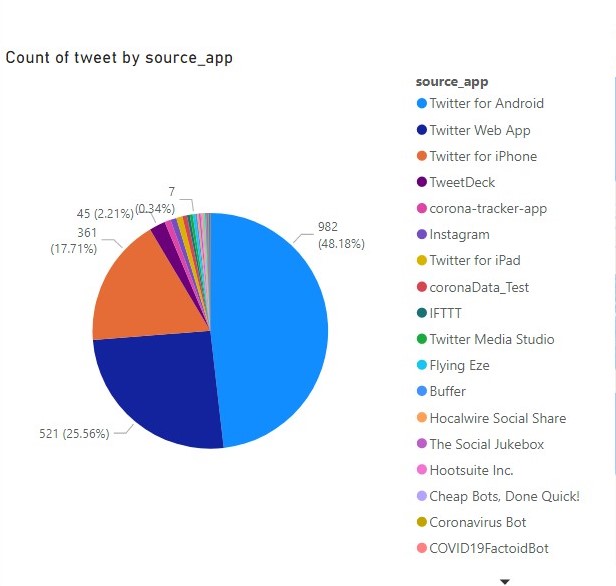 Count of tweet by source_app
source_app
Twitter for Android
Twitter Web App
Twitter for iPhone
TweetDeck
corona-tracker-app
Instagram
Twitter for iPad
coronaData_Test
IFTTT
Twitter Media Studio
Flying Eze
Buffer
Hocalwire Social Share
The Social Jukebox
Hootsuite Inc.
Cheap Bots, Done Quick!
Coronavirus Bot
COVID19FactoidBot
7
(0.34%)
45 (2.21%)
361
(17.71%)
982
(48.18%)
521 (25.56%)